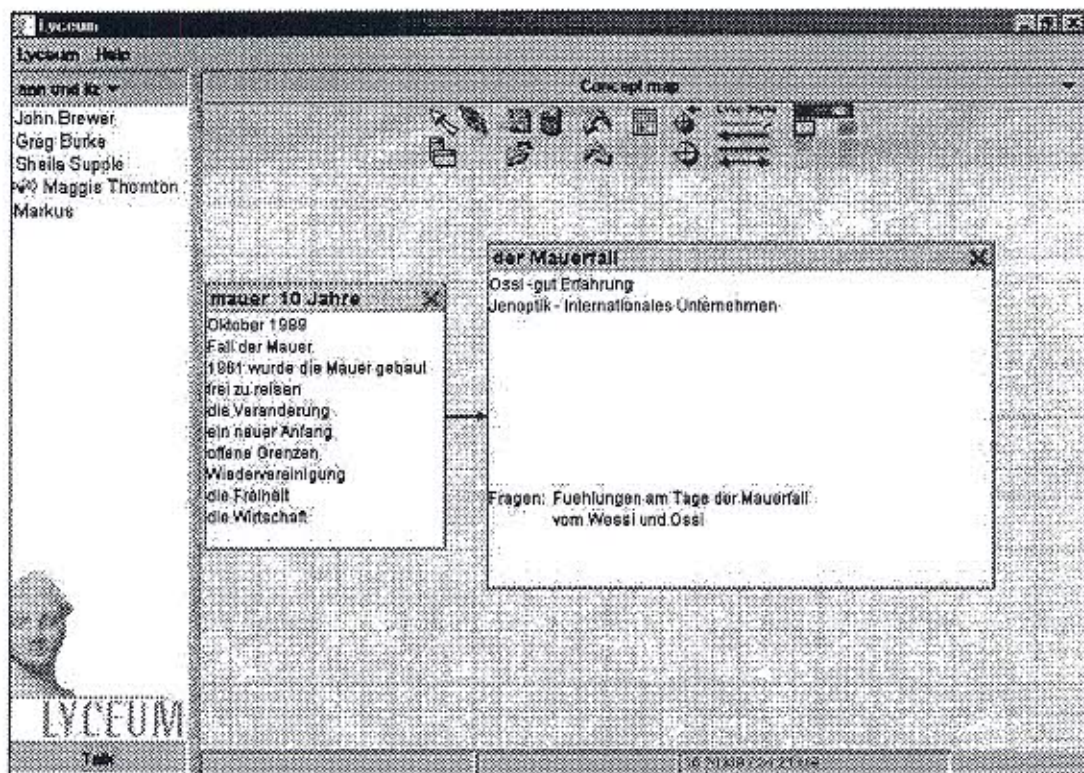 Lyceum
Lyceum Help
Concept map
John Brewer
Greg Burke
Sheila Supple
Maggie Thornton
Markus
mauer 10 Jahre
Oktober 1989
Fall der Mauer
1961 wurde die Mauer gebaut
frei zu reisen
die Veranderung
ein neuer Anfang
offene Grenzen
Wiedervereinigung
die Freiheit
die Wirtschaft
der Mauerfall
Ossi -gut Erfahrung
Jenoptik - Internationales Unternehmen
Fragen: Fuehlungen am Tage der Mauerfall
vom Wessi und Ossi
LYCEUM
Talk